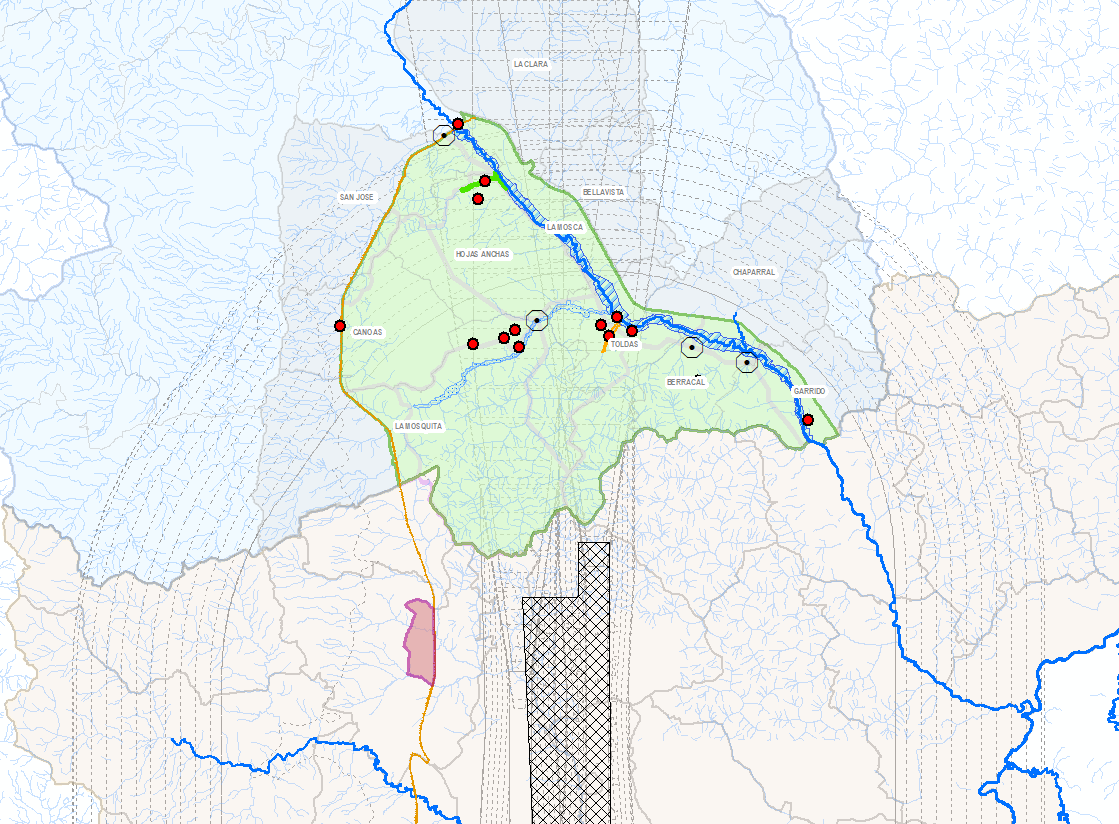 LA CLARA
SAN JOSE
BELLAVISTA
LA MOSCA
HOJAS ANCHAS
CHAPARRAL
CANOAS
TOLDAS
BERRACAL
GARRIDO
LA MOSQUITA